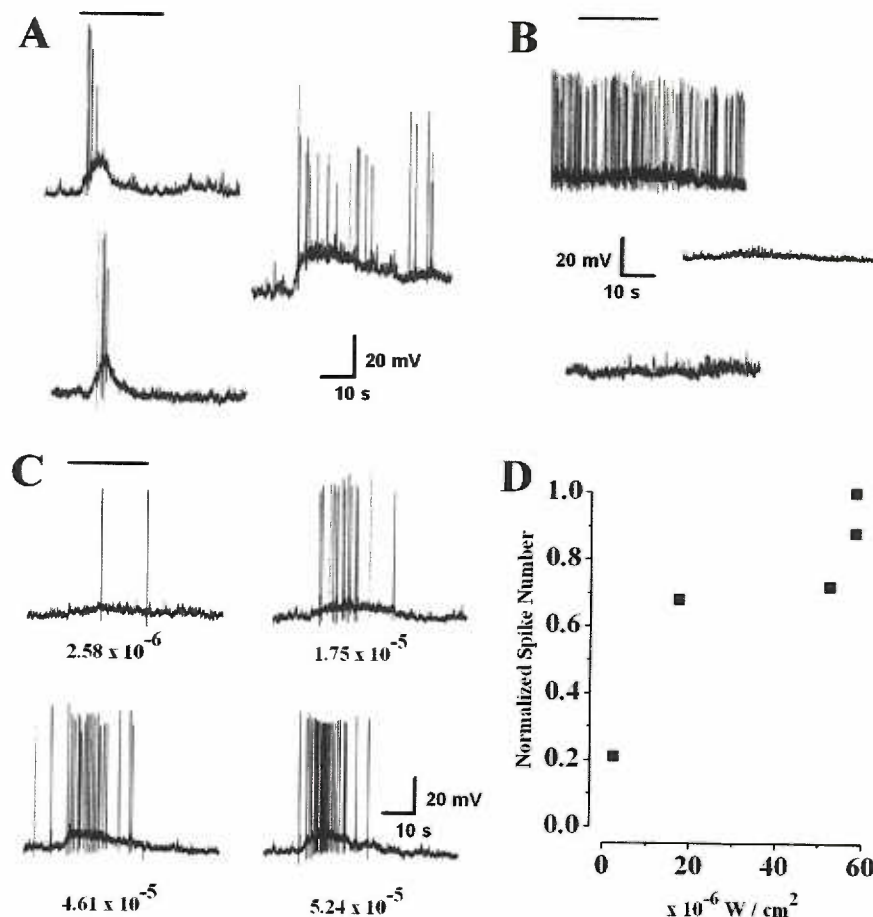 A
20 mV
10 s
B
20 mV
10 s
C
2.58 x 10⁻⁶
1.75 x 10⁻⁵
4.61 x 10⁻⁵
5.24 x 10⁻⁵
20 mV
10 s
D
Normalized Spike Number
1.0
0.8
0.6
0.4
0.2
0.0
0 20 40 60
x 10⁻⁶ W / cm²